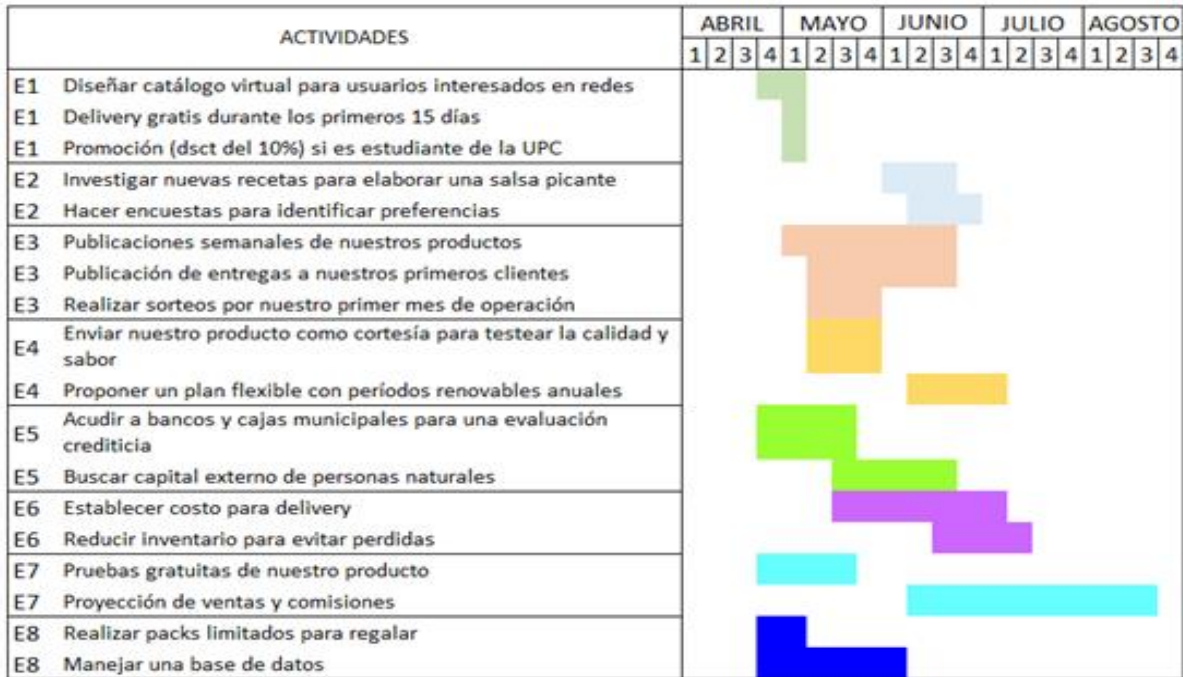 ACTIVIDADES
ABRIL MAYO JUNIO JULIO AGOSTO
1 2 3 4 1 2 3 4 1 2 3 4 1 2 3 4 1 2 3 4
E1 Diseñar catálogo virtual para usuarios interesados en redes
E1 Delivery gratis durante los primeros 15 días
E1 Promoción (dsct del 10%) si es estudiante de la UPC
E2 Investigar nuevas recetas para elaborar una salsa picante
E2 Hacer encuestas para identificar preferencias
E3 Publicaciones semanales de nuestros productos
E3 Publicación de entregas a nuestros primeros clientes
E3 Realizar sorteos por nuestro primer mes de operación
E4 Enviar nuestro producto como cortesía para testear la calidad y
sabor
E4 Proponer un plan flexible con períodos renovables anuales
E5 Acudir a bancos y cajas municipales para una evaluación
crediticia
E5 Buscar capital externo de personas naturales
E6 Establecer costo para delivery
E6 Reducir inventario para evitar perdidas
E7 Pruebas gratuitas de nuestro producto
E7 Proyección de ventas y comisiones
E8 Realizar packs limitados para regalar
E8 Manejar una base de datos